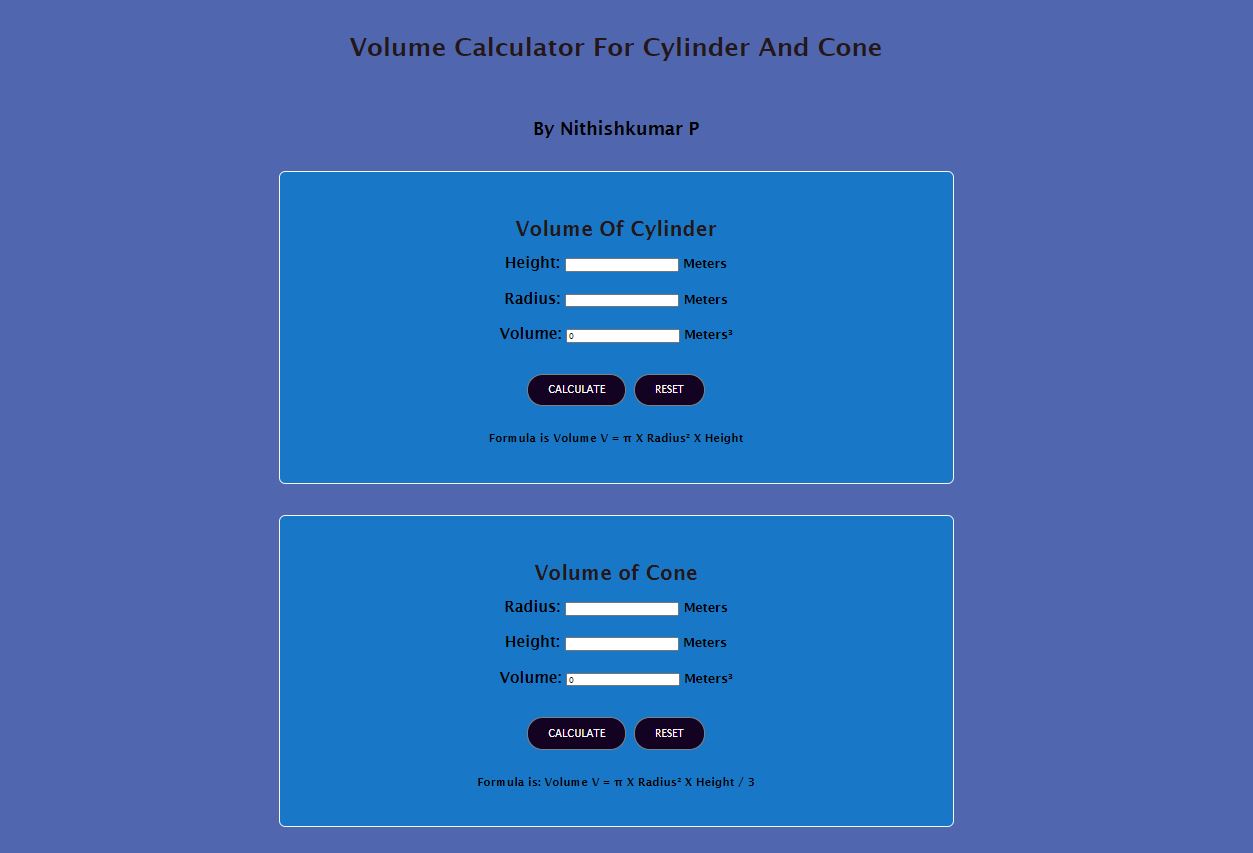 Volume Calculator For Cylinder And Cone
By Nithishkumar P
Volume Of Cylinder
Height: Meters
Radius: Meters
Volume: 0 Meters³
CALCULATE RESET
Formula is Volume V = π X Radius² X Height
Volume of Cone
Radius: Meters
Height: Meters
Volume: 0 Meters³
CALCULATE RESET
Formula is: Volume V = π X Radius² X Height / 3